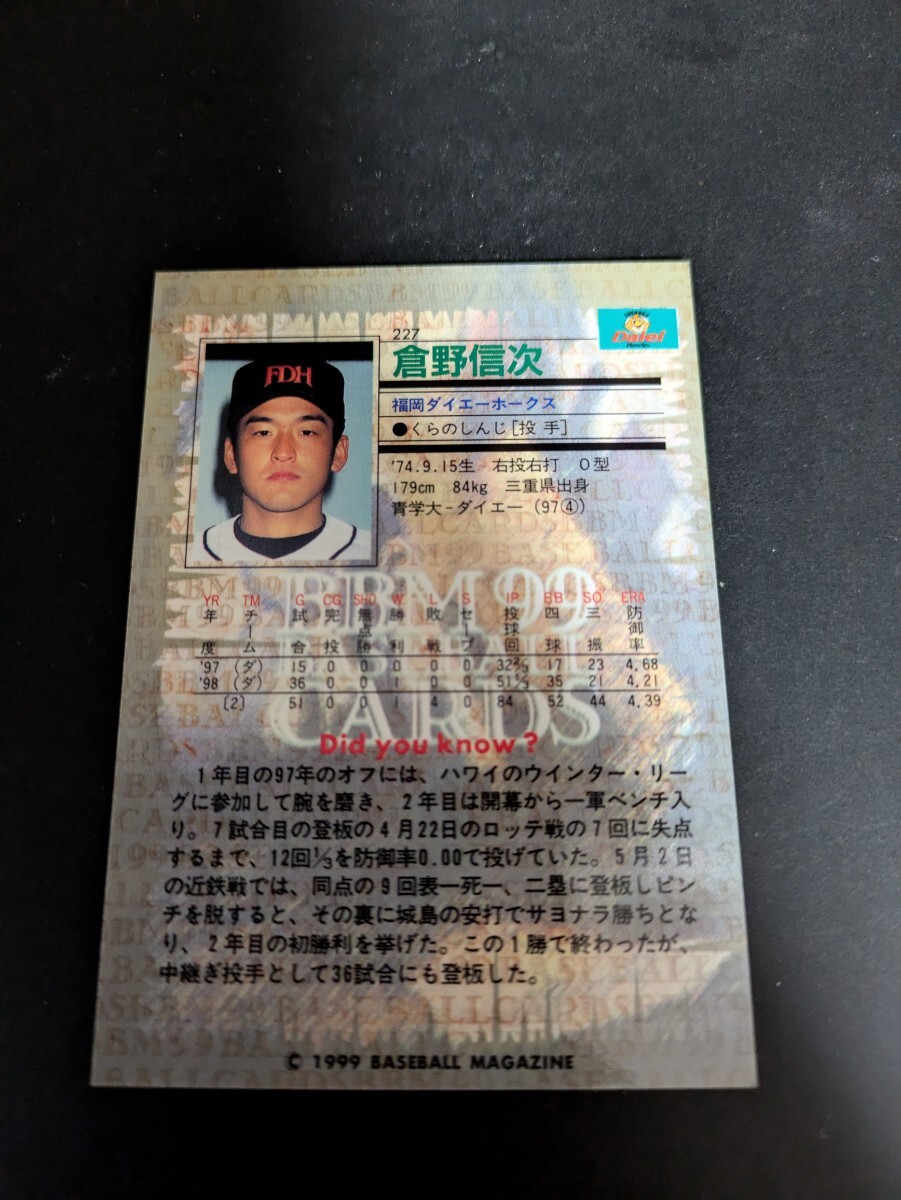 227
倉野信次
Daiei
福岡ダイエーホークス
●くらのしんじ[投 手]
FDH
'74.9.15生 右投右打 O型
179cm 84kg 三重県出身
青学大-ダイエー (97④)
BBM 99
BASEBALL
CARDS
YR TM G CG SHO W L S IP BB SO ERA
年度 チーム 試合 完投 無点勝 勝利 敗戦 セーブ 投球回 四球 三振 防御率
'97 (ダ) 15 0 0 0 0 0 32⅔ 17 23 4.68
'98 (ダ) 36 0 0 1 0 51⅓ 35 21 4.21
[2] 51 0 0 1 4 0 84 52 44 4.39
Did you know?
1年目の97年のオフには、ハワイのウインター・リー
グに参加して腕を磨き、2年目は開幕から一軍ベンチ入
り。7試合目の登板の4月22日のロッテ戦の7回に失点
するまで、12回⅓を防御率0.00で投げていた。5月2日
の近鉄戦では、同点の9回表一死一、二塁に登板しピン
チを脱すると、その裏に城島の安打でサヨナラ勝ちとな
り、2年目の初勝利を挙げた。この1勝で終わったが、
中継ぎ投手として36試合にも登板した。
© 1999 BASEBALL MAGAZINE